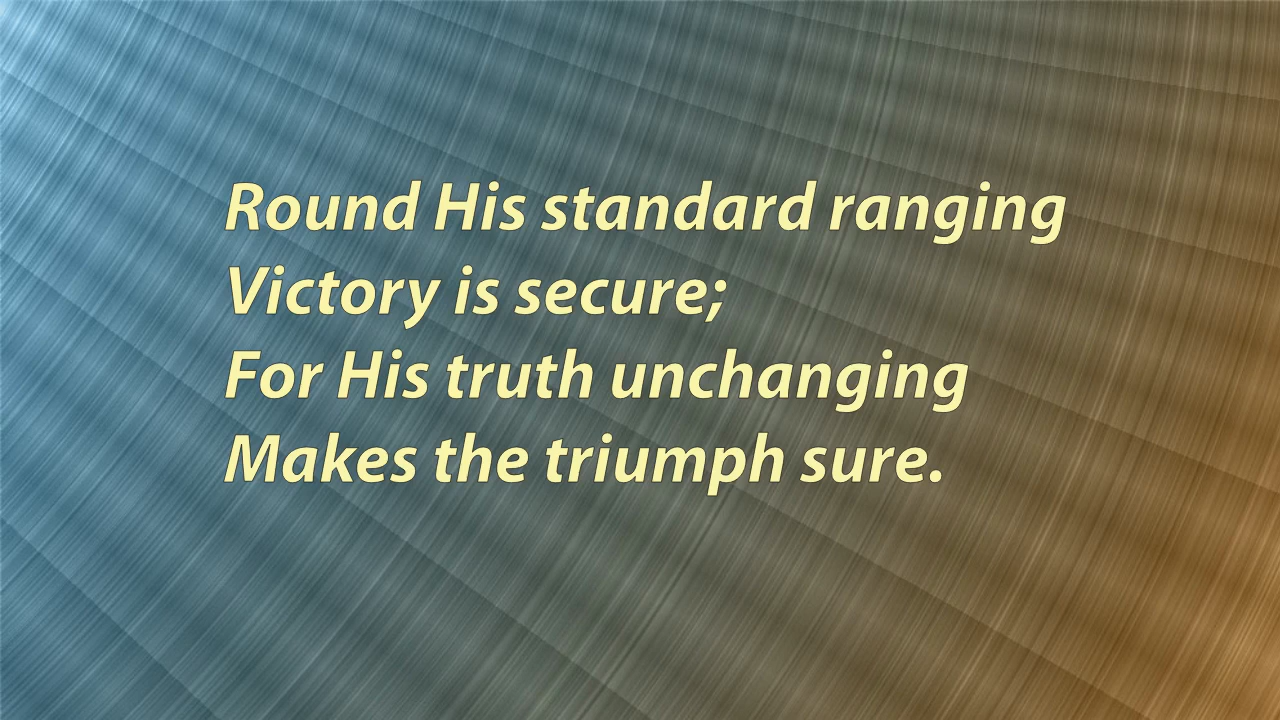 Round His standard ranging
Victory is secure;
For His truth unchanging
Makes the triumph sure.